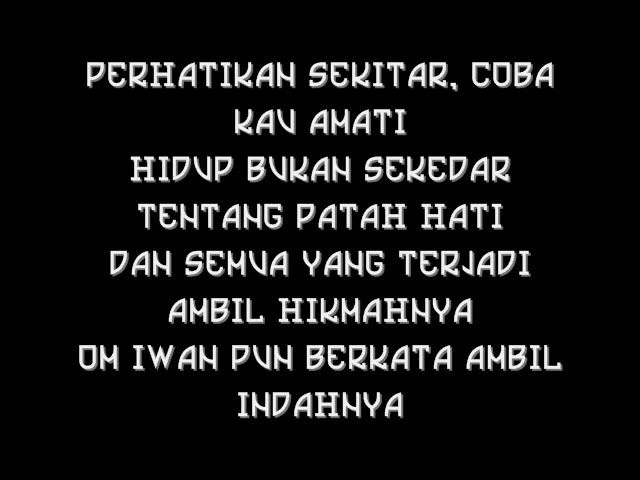 PERHATIKAN SEKITAR, COBA
KAU AMATI
HIDUP BUKAN SEKEDAR
TENTANG PATAH HATI
DAN SEMUA YANG TERJADI
AMBIL HIKMAHNYA
OM IWAN PUN BERKATA AMBIL
INDAHNYA